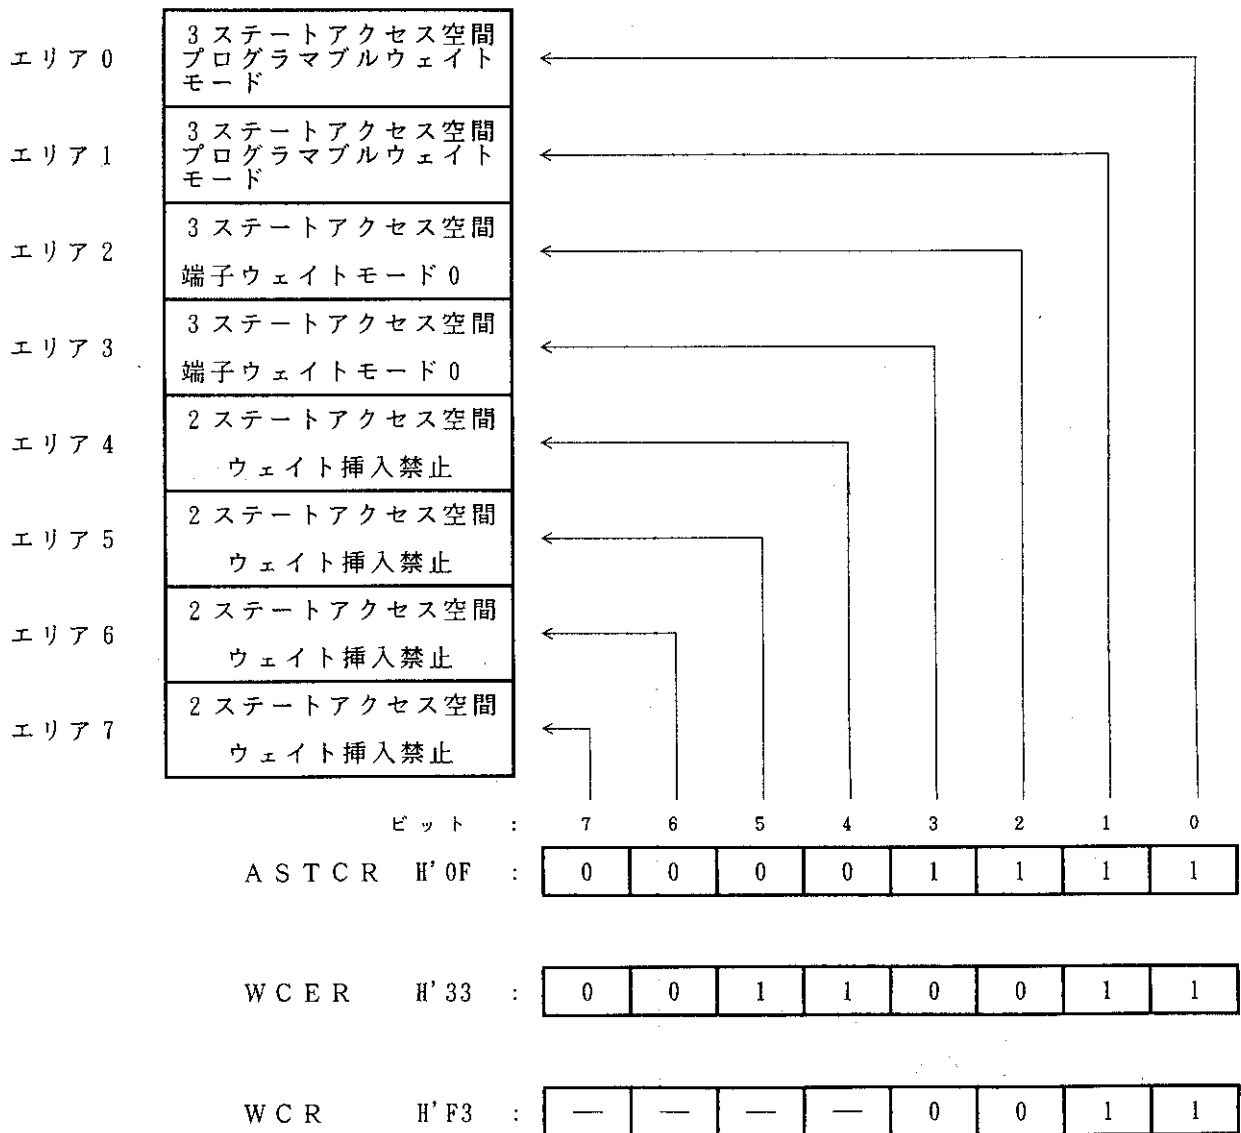 エリア0
3ステートアクセス空間
プログラマブルウェイト
モード
エリア1
3ステートアクセス空間
プログラマブルウェイト
モード
エリア2
3ステートアクセス空間
端子ウェイトモード0
エリア3
3ステートアクセス空間
端子ウェイトモード0
エリア4
2ステートアクセス空間
ウェイト挿入禁止
エリア5
2ステートアクセス空間
ウェイト挿入禁止
エリア6
2ステートアクセス空間
ウェイト挿入禁止
エリア7
2ステートアクセス空間
ウェイト挿入禁止
ビット : 7 6 5 4 3 2 1 0
ASTCR H'0F : 0 0 0 0 1 1 1 1
WCER H'33 : 0 0 1 1 0 0 1 1
WCR H'F3 : — — — — 0 0 1 1